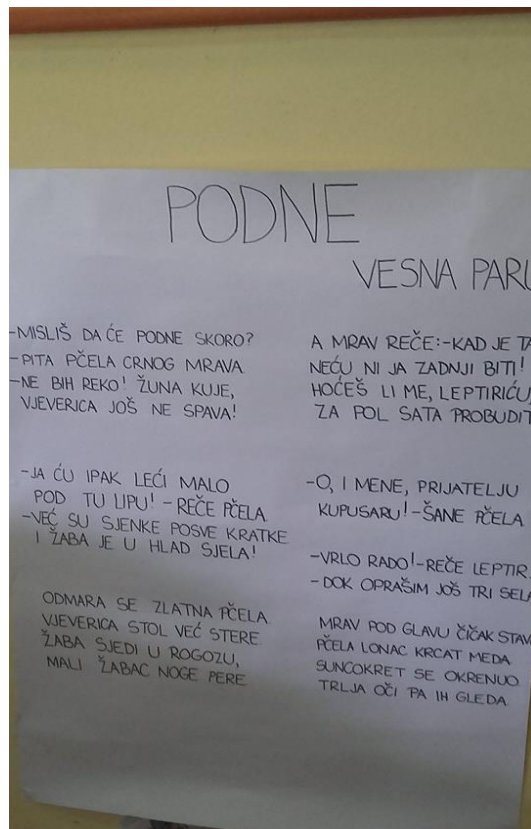 PODNE
VESNA PARU
-MISLIŠ DA ĆE PODNE SKORO?
-PITA PČELA CRNOG MRAVA
-NE BIH REKO! ŽUNA KUJE,
VJEVERICA JOŠ NE SPAVA!
-JA ĆU IPAK LEĆI MALO
POD TU LIPU! - REČE PČELA
-VEĆ SU SJENKE POSVE KRATKE
I ŽABA JE U HLAD SJELA!
ODMARA SE ZLATNA PČELA
VJEVERICA STOL VEĆ STERE
ŽABA SJEDI U ROGOZU,
MALI ŽABAC NOGE PERE
A MRAV REČE:-KAD JE TA
NEĆU NI JA ZADNJI BITI!
HOĆEŠ LI ME, LEPTIRIĆU,
ZA POL SATA PROBUDIT
-O, I MENE, PRIJATELJU
KUPUSARU!-ŠANE PČELA
-VRLO RADO!-REČE LEPTIR.
- DOK OPRAŠIM JOŠ TRI SELA
MRAV POD GLAVU ČIČAK STAV
PČELA LONAC KRCAT MEDA
SUNCOKRET SE OKRENUO
TRLJA OČI PA IH GLEDA